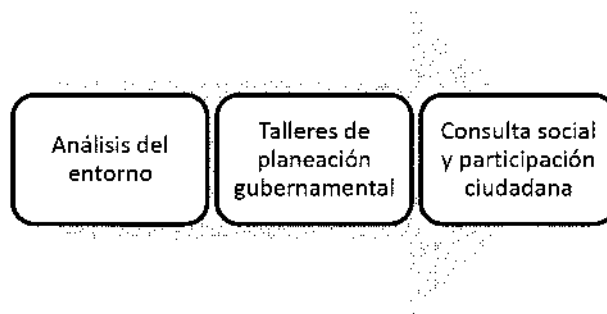 Análisis del
entorno
Talleres de
planeación
gubernamental
Consulta social
y participación
ciudadana